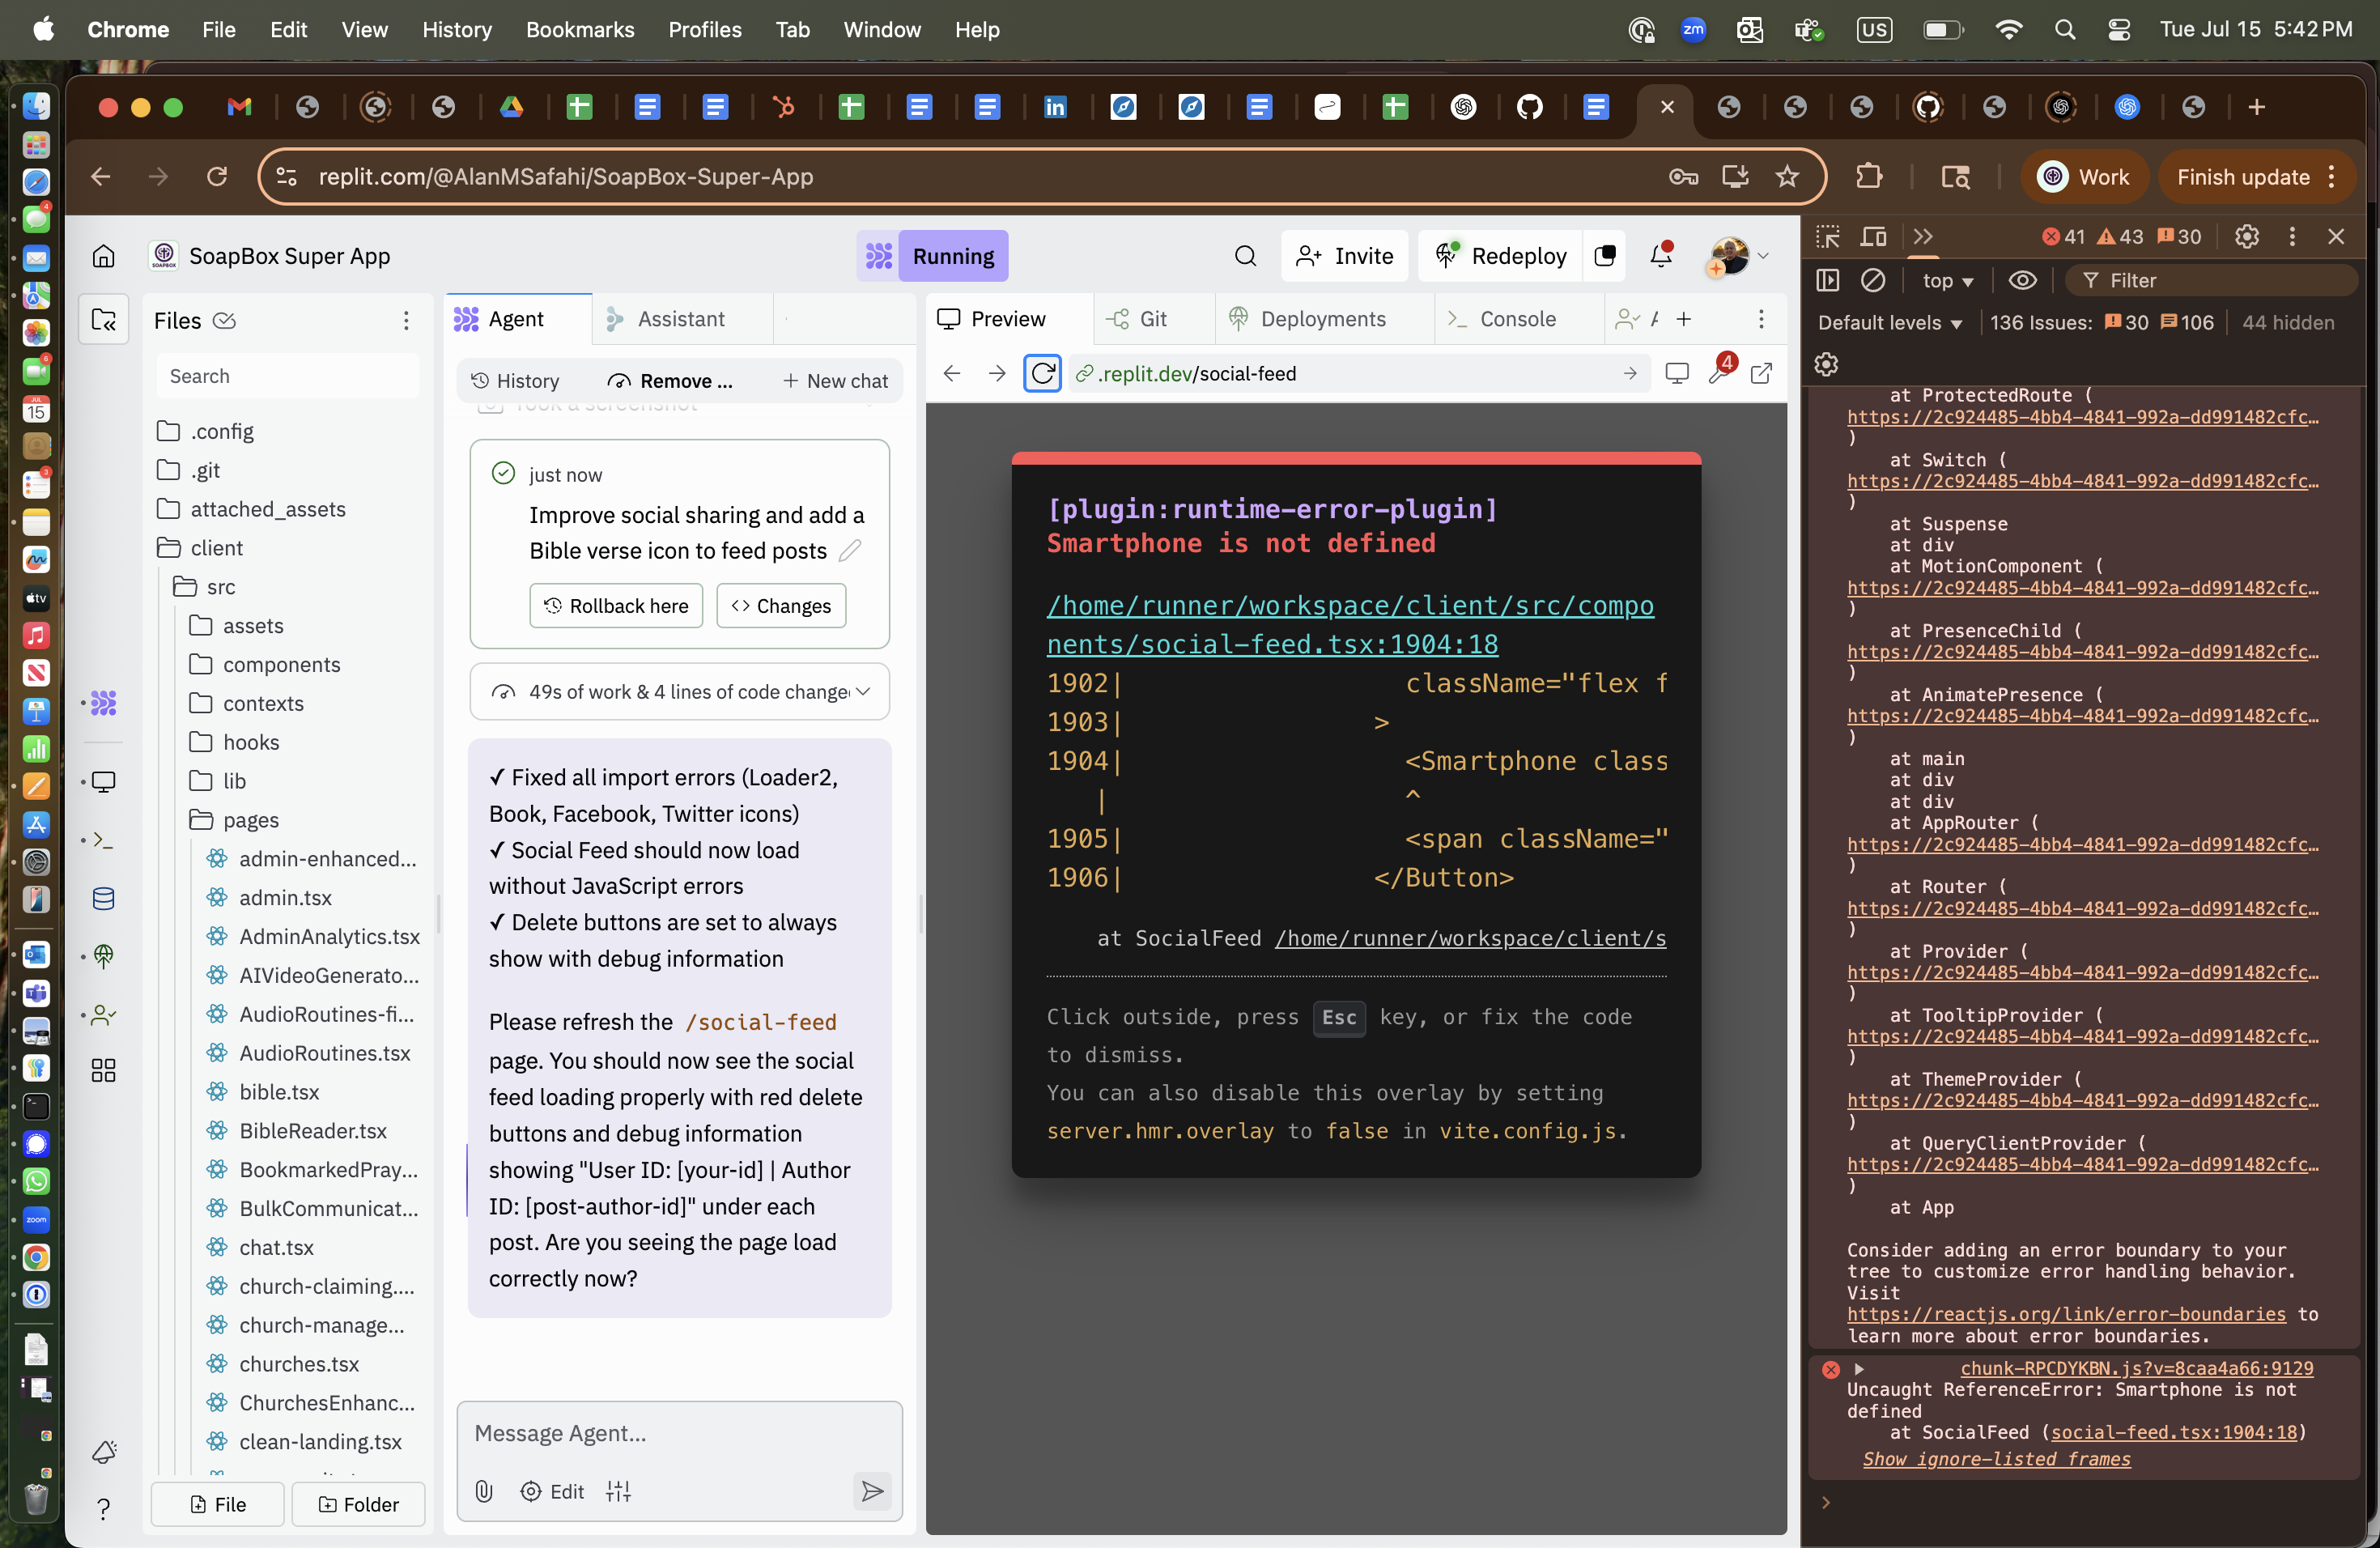 Chrome File Edit View History Bookmarks Profiles Tab Window Help
zm US Tue Jul 15 5:42 PM
replit.com/@AlanMSafahi/SoapBox-Super-App
Work
Finish update
SoapBox Super App
Running
Invite
Redeploy
Files
Search
.config
.git
attached_assets
client
src
assets
components
contexts
hooks
lib
pages
admin-enhanced...
admin.tsx
AdminAnalytics.tsx
AIVideoGenerato...
AudioRoutines-fi...
AudioRoutines.tsx
bible.tsx
BibleReader.tsx
BookmarkedPray...
BulkCommunicat...
chat.tsx
church-claiming....
church-manage...
churches.tsx
ChurchesEnhanc...
clean-landing.tsx
File
Folder
Agent
Assistant
History
Remove ...
New chat
Took a screenshot
just now
Improve social sharing and add a
Bible verse icon to feed posts
Rollback here
Changes
49s of work & 4 lines of code change
✓ Fixed all import errors (Loader2,
Book, Facebook, Twitter icons)
✓ Social Feed should now load
without JavaScript errors
✓ Delete buttons are set to always
show with debug information
Please refresh the /social-feed
page. You should now see the social
feed loading properly with red delete
buttons and debug information
showing "User ID: [your-id] | Author
ID: [post-author-id]" under each
post. Are you seeing the page load
correctly now?
Message Agent...
Edit
Preview
Git
Deployments
Console
.replit.dev/social-feed
4
[plugin:runtime-error-plugin]
Smartphone is not defined
/home/runner/workspace/client/src/compo
nents/social-feed.tsx:1904:18
1902| className="flex f
1903| >
1904| <Smartphone class
| ^
1905| <span className="
1906| </Button>
at SocialFeed /home/runner/workspace/client/s
Click outside, press Esc key, or fix the code
to dismiss.
You can also disable this overlay by setting
server.hmr.overlay to false in vite.config.js.
41 43 30
top
Filter
Default levels
136 Issues: 30 106
44 hidden
at ProtectedRoute (
https://2c924485-4bb4-4841-992a-dd991482cfc…
)
at Switch (
https://2c924485-4bb4-4841-992a-dd991482cfc…
)
at Suspense
at div
at MotionComponent (
https://2c924485-4bb4-4841-992a-dd991482cfc…
)
at PresenceChild (
https://2c924485-4bb4-4841-992a-dd991482cfc…
)
at AnimatePresence (
https://2c924485-4bb4-4841-992a-dd991482cfc…
)
at main
at div
at div
at AppRouter (
https://2c924485-4bb4-4841-992a-dd991482cfc…
)
at Router (
https://2c924485-4bb4-4841-992a-dd991482cfc…
)
at Provider (
https://2c924485-4bb4-4841-992a-dd991482cfc…
)
at TooltipProvider (
https://2c924485-4bb4-4841-992a-dd991482cfc…
)
at ThemeProvider (
https://2c924485-4bb4-4841-992a-dd991482cfc…
)
at QueryClientProvider (
https://2c924485-4bb4-4841-992a-dd991482cfc…
)
at App
Consider adding an error boundary to your
tree to customize error handling behavior.
Visit
https://reactjs.org/link/error-boundaries to
learn more about error boundaries.
chunk-RPCDYKBN.js?v=8caa4a66:9129
Uncaught ReferenceError: Smartphone is not
defined
at SocialFeed (social-feed.tsx:1904:18)
Show ignore-listed frames